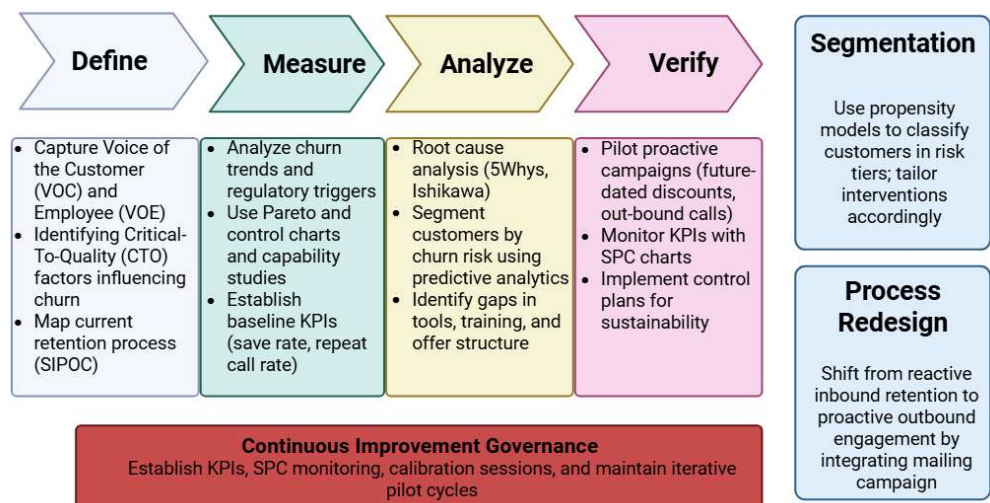 Define
Measure
Analyze
Verify
• Capture Voice of
the Customer
(VOC) and
Employee (VOE)
• Identifying Critical-
To-Quality (CTO)
factors influencing
churn
• Map current
retention process
(SIPOC)
• Analyze churn
trends and
regulatory triggers
• Use Pareto and
control charts
and capability
studies
• Establish
baseline KPIs
(save rate, repeat
call rate)
• Root cause
analysis (5Whys,
Ishikawa)
• Segment
customers by
churn risk using
predictive analytics
• Identify gaps in
tools, training, and
offer structure
• Pilot proactive
campaigns (future-
dated discounts,
out-bound calls)
• Monitor KPIs with
SPC charts
• Implement control
plans for
sustainability
Continuous Improvement Governance
Establish KPIs, SPC monitoring, calibration sessions, and maintain iterative
pilot cycles
Segmentation
Use propensity
models to classify
customers in risk
tiers; tailor
interventions
accordingly
Process
Redesign
Shift from reactive
inbound retention to
proactive outbound
engagement by
integrating mailing
campaign